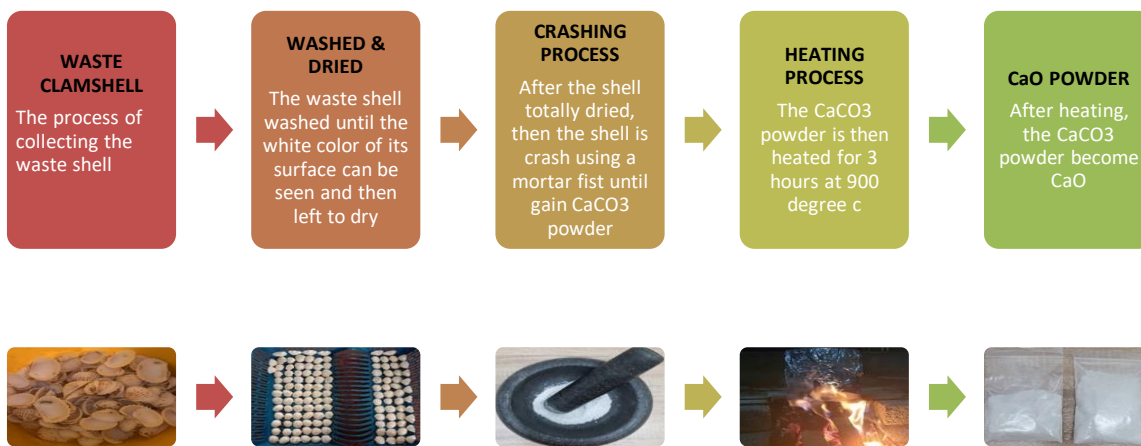 WASTE
CLAMSHELL
The process of
collecting the
waste shell
WASHED &
DRIED
The waste shell
washed until the
white color of its
surface can be
seen and then
left to dry
CRASHING
PROCESS
After the shell
totally dried,
then the shell is
crash using a
mortar fist until
gain CaCO3
powder
HEATING
PROCESS
The CaCO3
powder is then
heated for 3
hours at 900
degree c
CaO POWDER
After heating,
the CaCO3
powder become
CaO